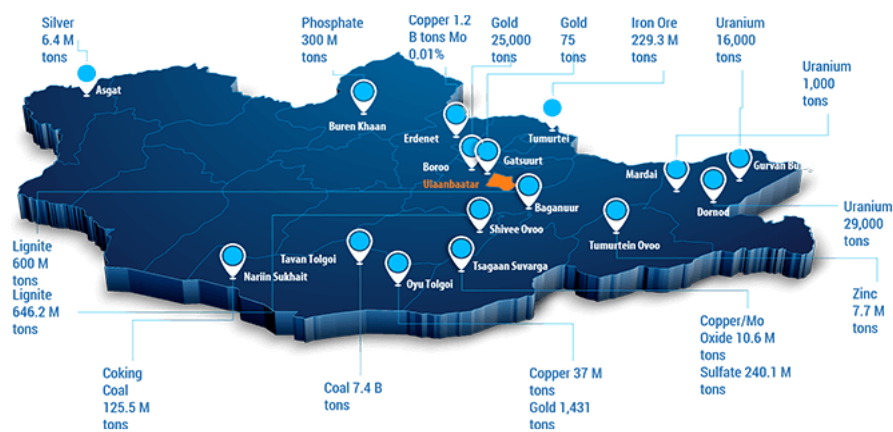 Silver
6.4 M
tons
Phosphate
300 M
tons
Copper 1.2
B tons Mo
0.01%
Gold
25,000
tons
Gold
75
tons
Iron Ore
229.3 M
tons
Uranium
16,000
tons
Uranium
1,000
tons
Asgat
Buren Khaan
Erdenet
Tumurtei
Boroo
Gatsuurt
Mardai
Gurvan
Ulaanbaatar
Baganuur
Dornod
Shivee Ovoo
Tumurtein Ovoo
Uranium
29,000
tons
Lignite
600 M
tons
Tavan Tolgoi
Nariin Sukhait
Oyu Tolgoi
Tsagaan Suvarga
Lignite
646.2 M
tons
Zinc
7.7 M
tons
Coking
Coal
125.5 M
tons
Coal 7.4 B
tons
Copper 37 M
tons
Gold 1,431
tons
Copper/Mo
Oxide 10.6 M
tons
Sulfate 240.1 M
tons